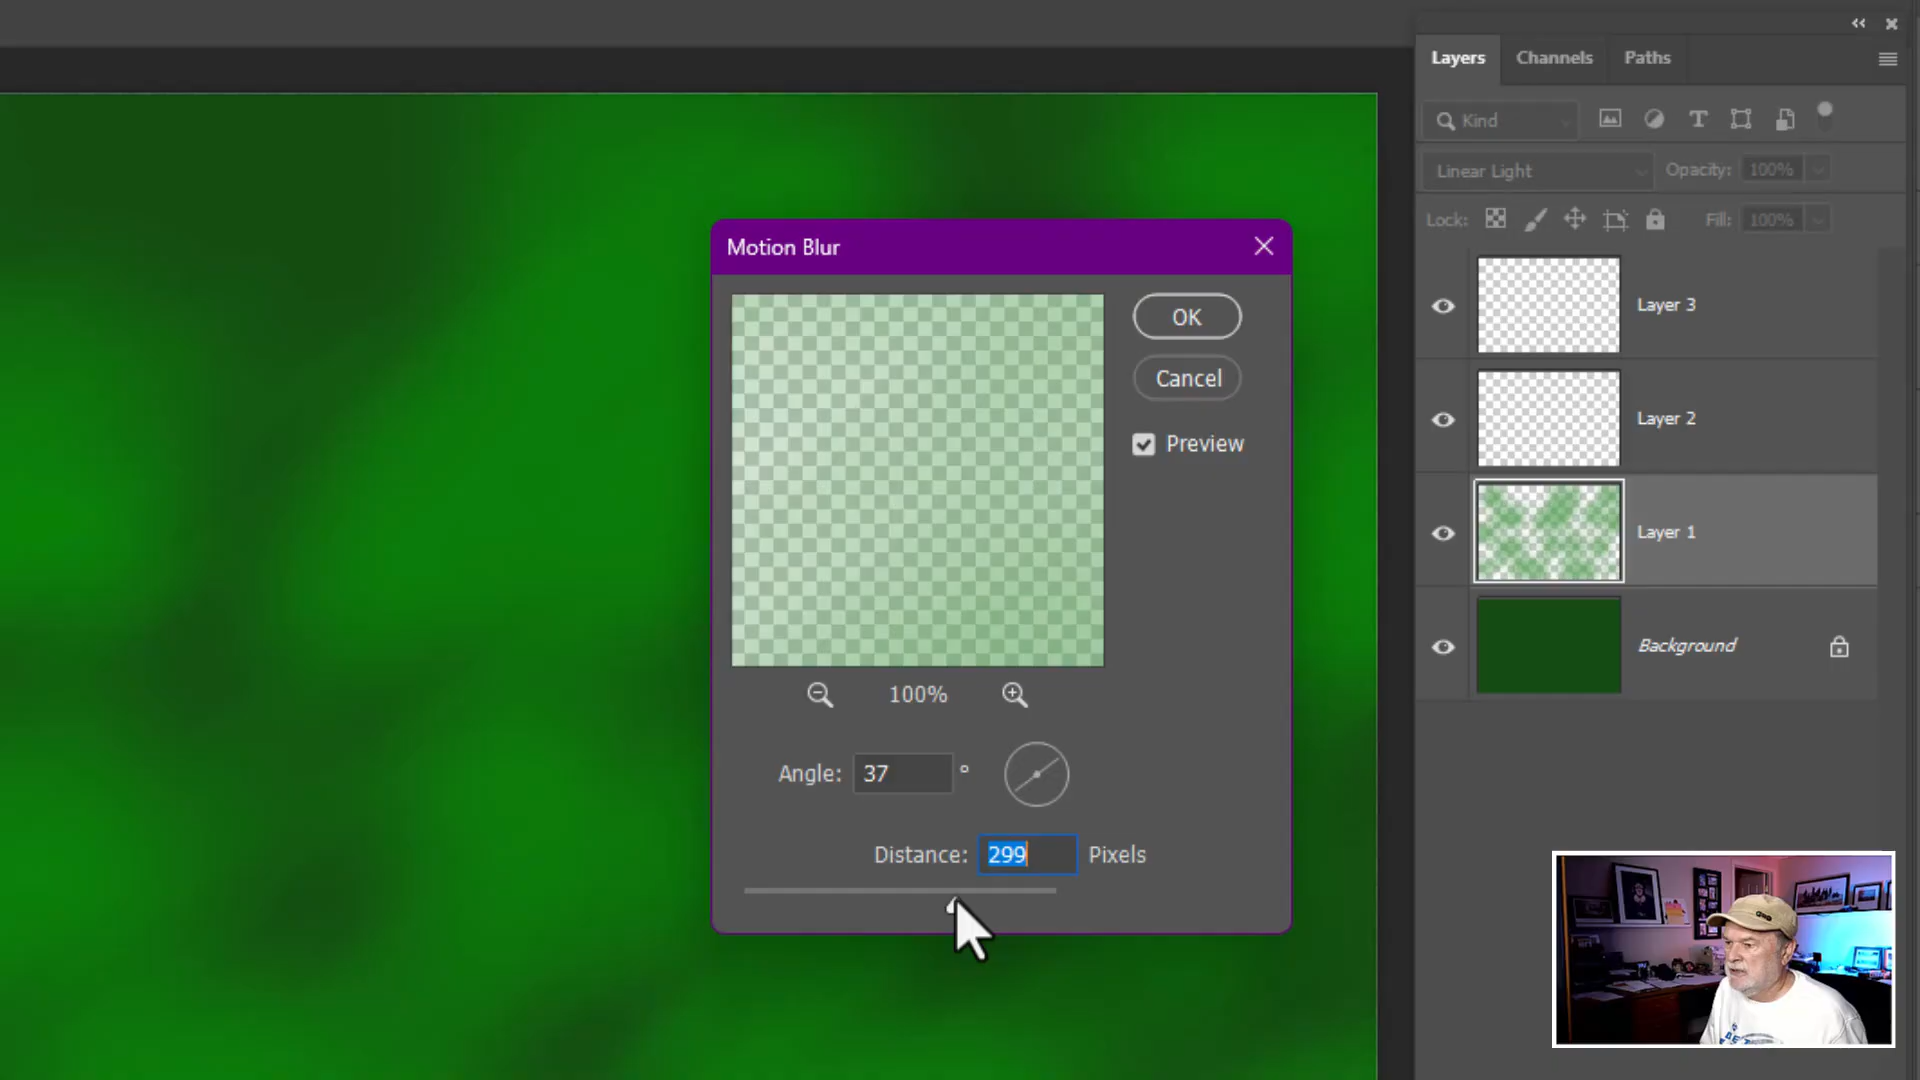 Layers
Channels
Paths
Kind
Linear Light
Opacity: 100%
Lock:
Fill: 100%
Layer 3
Layer 2
Layer 1
Background
Motion Blur
OK
Cancel
Preview
100%
Angle: 37 °
Distance: 299 Pixels